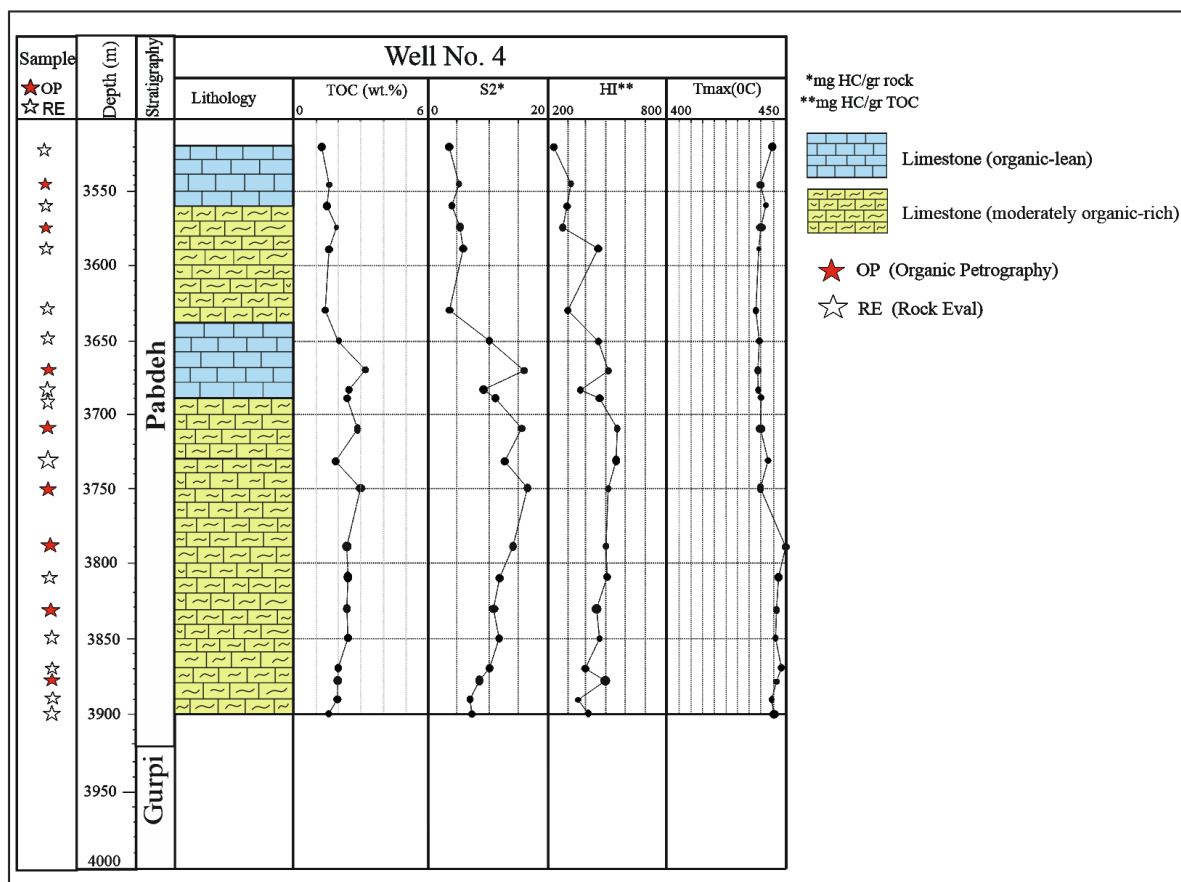 Well No. 4
Sample
★OP
☆RE
Depth (m)
Stratigraphy
Lithology
TOC (wt.%)
0 6
S2*
0 20
HI**
200 800
Tmax(0C)
400 450
3550
3600
3650
3700
3750
3800
3850
3900
3950
4000
Pabdeh
Gurpi
*mg HC/gr rock
**mg HC/gr TOC
Limestone (organic-lean)
Limestone (moderately organic-rich)
OP (Organic Petrography)
RE (Rock Eval)